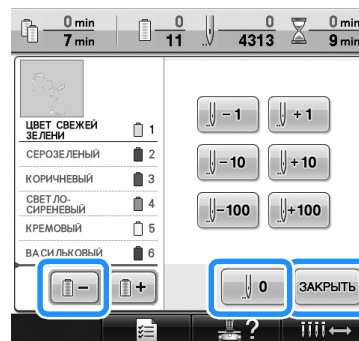 0 min 0 0 0 min
7 min 11 4313 9 min
ЦВЕТ СВЕЖЕЙ
ЗЕЛЕНИ 1
СЕРОЗЕЛЕНЫЙ 2
КОРИЧНЕВЫЙ 3
СВЕТЛО-
СИРЕНЕВЫЙ 4
КРЕМОВЫЙ 5
ВАСИЛЬКОВЫЙ 6
-1 +1
-10 +10
-100 +100
- + 0 ЗАКРЫТЬ
?